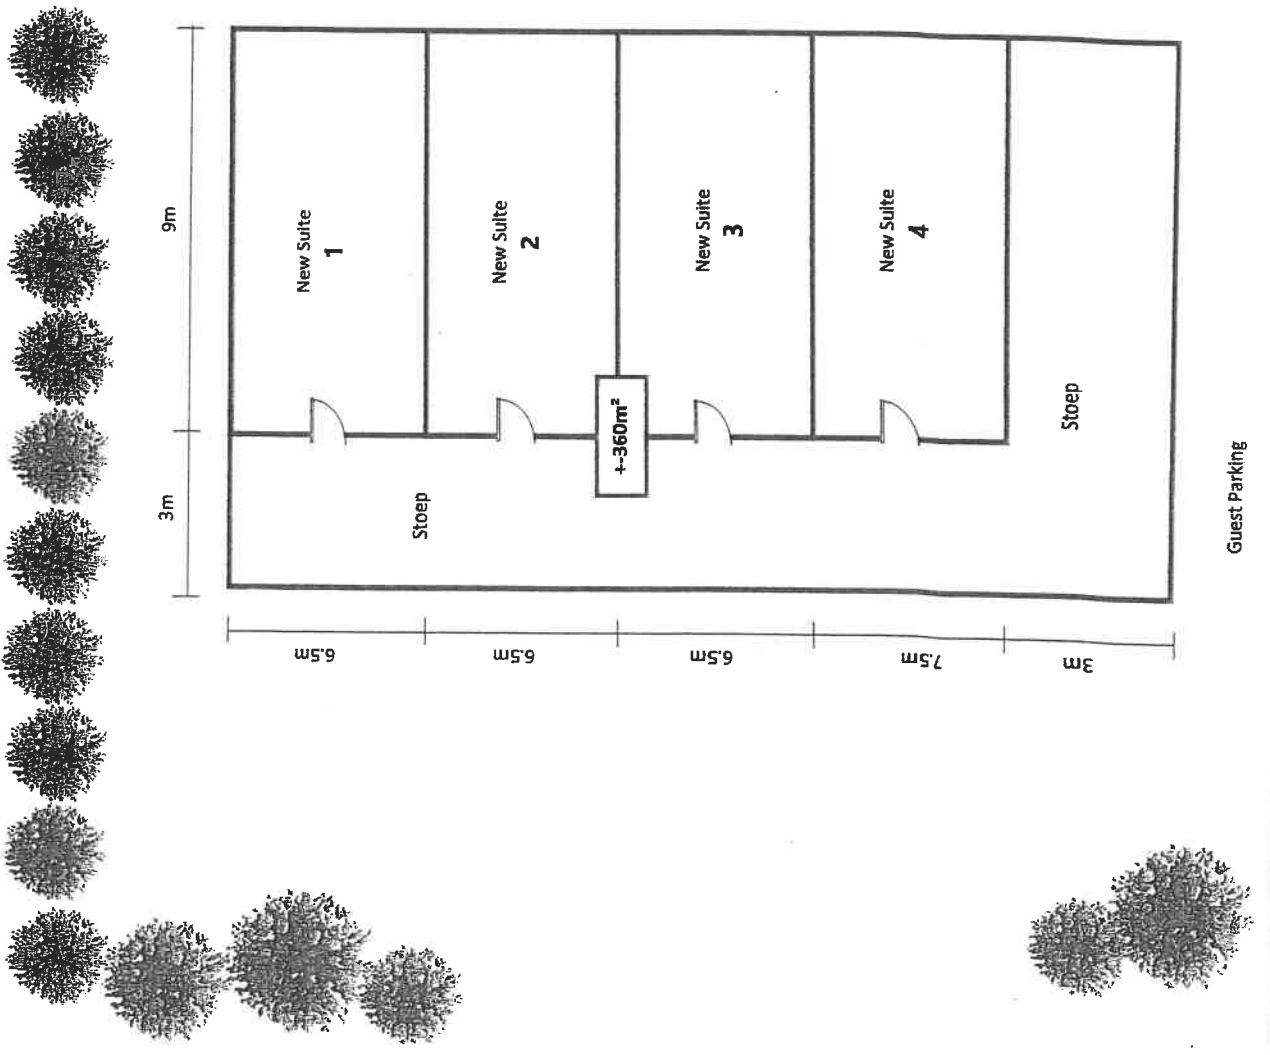 9m
3m
New Suite
1
New Suite
2
New Suite
3
New Suite
4
+-360m²
Stoep
Stoep
Guest Parking
6.5m
6.5m
6.5m
7.5m
3m